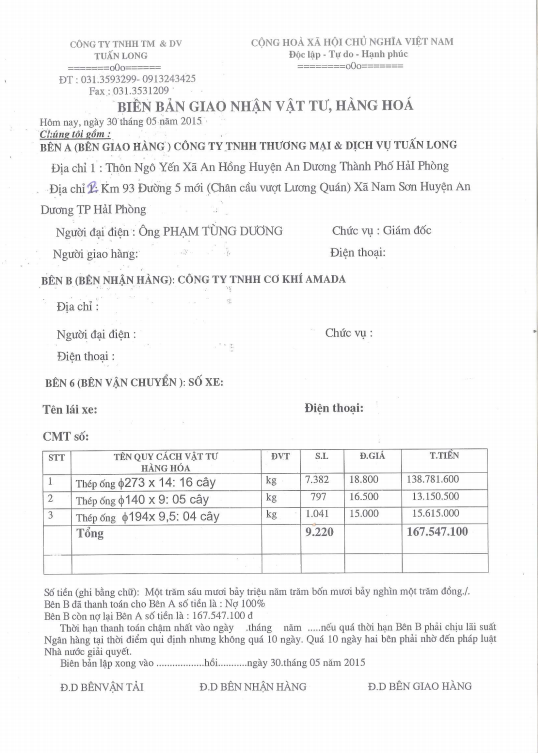 CÔNG TY TNHH TM & DV
TUẤN LONG
=======o0o======
ĐT : 031.3593299- 0913243425
Fax : 031.3531209
CỘNG HOÀ XÃ HỘI CHỦ NGHĨA VIỆT NAM
Độc lập - Tự do - Hạnh phúc
========o0o=======
BIÊN BẢN GIAO NHẬN VẬT TƯ, HÀNG HOÁ
Hôm nay, ngày 30 tháng 05 năm 2015
Chúng tôi gồm :
BÊN A (BÊN GIAO HÀNG ) CÔNG TY TNHH THƯƠNG MẠI & DỊCH VỤ TUẤN LONG
Địa chỉ 1 : Thôn Ngô Yến Xã An Hồng Huyện An Dương Thành Phố Hải Phòng
Địa chỉ 2: Km 93 Đường 5 mới (Chân cầu vượt Lương Quán) Xã Nam Sơn Huyện An
Dương TP HảI Phòng
Người đại điện : Ông PHẠM TÙNG DƯƠNG Chức vụ : Giám đốc
Người giao hàng: Điện thoại:
BÊN B (BÊN NHẬN HÀNG): CÔNG TY TNHH CƠ KHÍ AMADA
Địa chỉ :
Người đại điện : Chức vụ :
Điện thoại :
BÊN 6 (BÊN VẬN CHUYỂN ): SỐ XE:
Tên lái xe: Điện thoại:
CMT số:
STT TÊN QUY CÁCH VẬT TƯ HÀNG HÓA ĐVT S.L Đ.GIÁ T.TIỀN
1 Thép ống ϕ273 x 14: 16 cây kg 7.382 18.800 138.781.600
2 Thép ống ϕ140 x 9: 05 cây kg 797 16.500 13.150.500
3 Thép ống ϕ194x 9,5: 04 cây kg 1.041 15.000 15.615.000
Tổng 9.220 167.547.100
Số tiền (ghi bằng chữ): Một trăm sáu mươi bảy triệu năm trăm bốn mươi bảy nghìn một trăm đồng./.
Bên B đã thanh toán cho Bên A số tiền là : Nợ 100%
Bên B còn nợ lại Bên A số tiền là : 167.547.100 đ
Thời hạn thanh toán chậm nhất vào ngày .tháng năm .....nếu quá thời hạn Bên B phải chịu lãi suất
Ngân hàng tại thời điểm qui định nhưng không quá 10 ngày. Quá 10 ngày hai bên phải nhờ đến pháp luật
Nhà nước giải quyết.
Biên bản lập xong vào ..................hồi...........ngày 30.tháng 05 năm 2015
Đ.D BÊNVẬN TẢI Đ.D BÊN NHẬN HÀNG Đ.D BÊN GIAO HÀNG